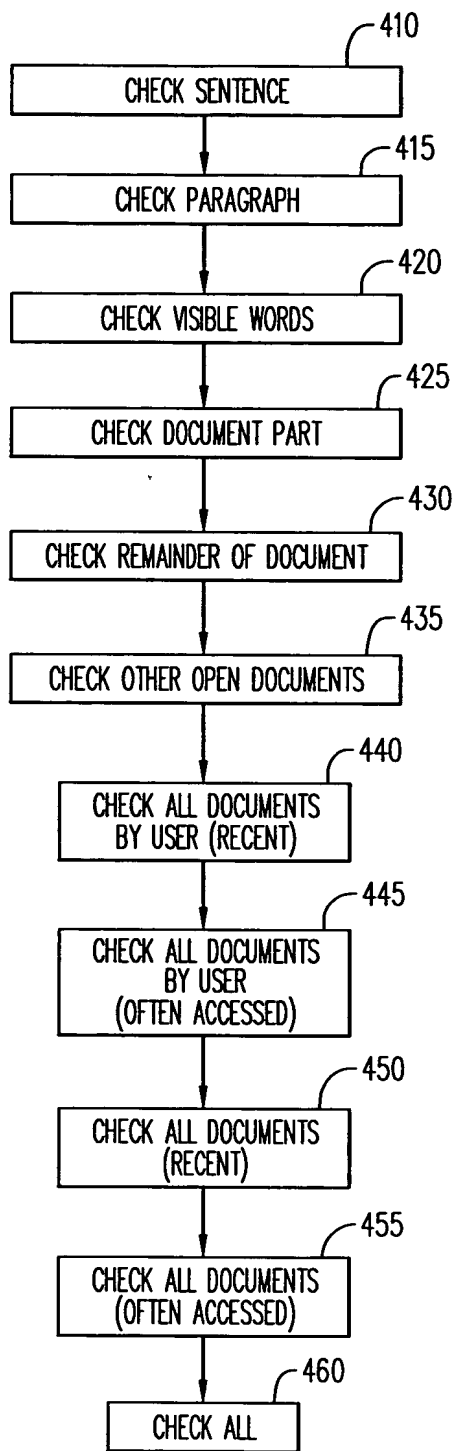 410
CHECK SENTENCE
415
CHECK PARAGRAPH
420
CHECK VISIBLE WORDS
425
CHECK DOCUMENT PART
430
CHECK REMAINDER OF DOCUMENT
435
CHECK OTHER OPEN DOCUMENTS
440
CHECK ALL DOCUMENTS
BY USER (RECENT)
445
CHECK ALL DOCUMENTS
BY USER
(OFTEN ACCESSED)
450
CHECK ALL DOCUMENTS
(RECENT)
455
CHECK ALL DOCUMENTS
(OFTEN ACCESSED)
460
CHECK ALL